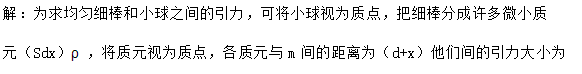 解：为求均匀细棒和小球之间的引力，可将小球视为质点，把细棒分成许多微小质
元（Sdx）ρ，将质元视为质点，各质元与m间的距离为（d+x）他们间的引力大小为